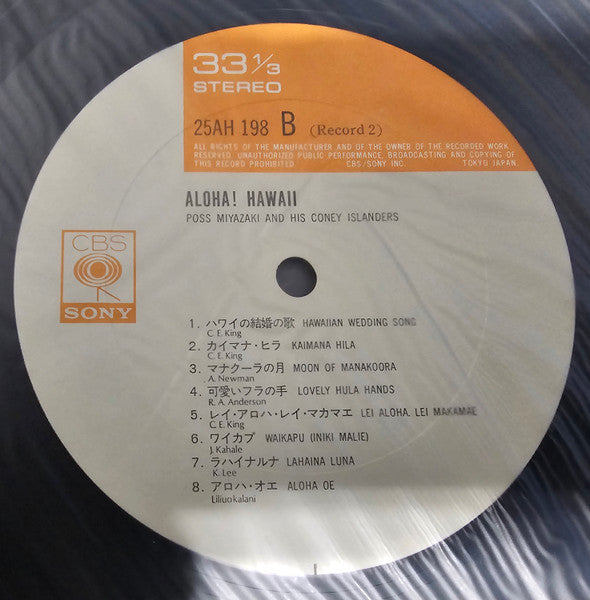 33 1/3
STEREO
25AH 198 B (Record 2)
ALL RIGHTS OF THE MANUFACTURER AND OF THE OWNER OF THE RECORDED WORK
RESERVED. UNAUTHORIZED PUBLIC PERFORMANCE, BROADCASTING AND COPYING OF
THIS RECORD PROHIBITED CBS/SONY INC. TOKYO JAPAN
ALOHA! HAWAII
POSS MIYAZAKI AND HIS CONEY ISLANDERS
CBS
SONY
1. ハワイの結婚の歌 HAWAIIAN WEDDING SONG
C. E. King
2. カイマナ・ヒラ KAIMANA HILA
C. E. King
3. マナクーラの月 MOON OF MANAKOORA
A. Newman
4. 可愛いフラの手 LOVELY HULA HANDS
R. A. Anderson
5. レイ・アロハ・レイ・マカマエ LEI ALOHA, LEI MAKAMAE
C. E. King
6. ワイカプ WAIKAPU (INIKI MALIE)
J. Kahale
7. ラハイナルナ LAHAINA LUNA
K. Lee
8. アロハ・オエ ALOHA OE
Liliuokalani